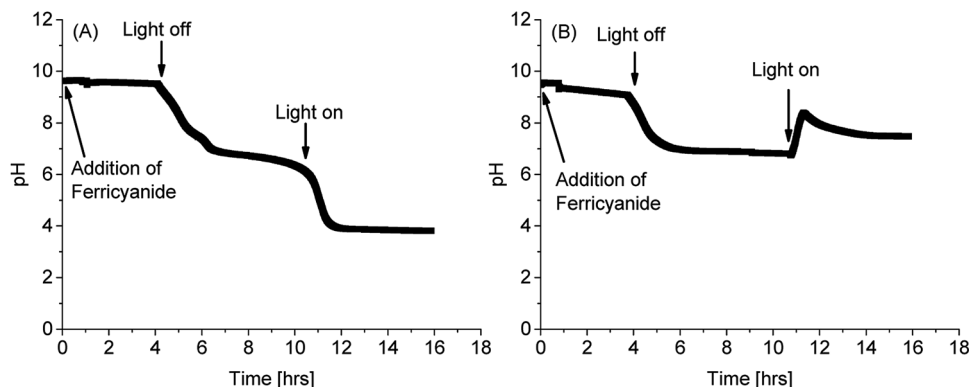 (A)
Light off
Light on
Addition of
Ferricyanide
pH
12
10
8
6
4
2
0
0 2 4 6 8 10 12 14 16 18
Time [hrs]
(B)
Light off
Light on
Addition of
Ferricyanide
pH
12
10
8
6
4
2
0
0 2 4 6 8 10 12 14 16 18
Time [hrs]